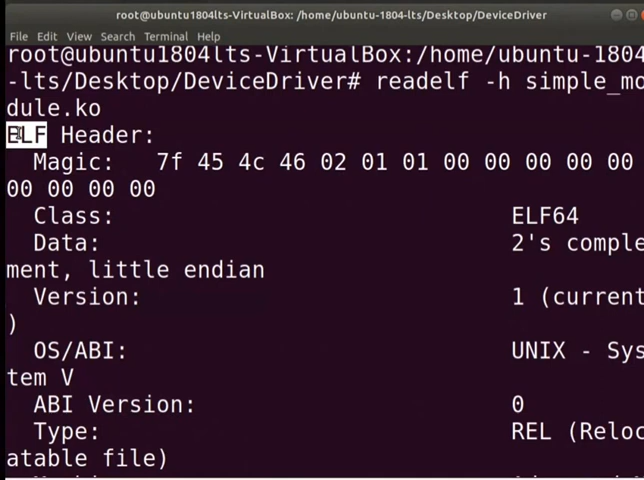 root@ubuntu1804lts-VirtualBox: /home/ubuntu-1804-lts/Desktop/DeviceDriver
File Edit View Search Terminal Help
root@ubuntu1804lts-VirtualBox:/home/ubuntu-1804
-lts/Desktop/DeviceDriver# readelf -h simple_mo
dule.ko
ELF Header:
Magic: 7f 45 4c 46 02 01 01 00 00 00 00 00
00 00 00 00
Class: ELF64
Data: 2's comple
ment, little endian
Version: 1 (current
)
OS/ABI: UNIX - Sys
tem V
ABI Version: 0
Type: REL (Reloc
atable file)